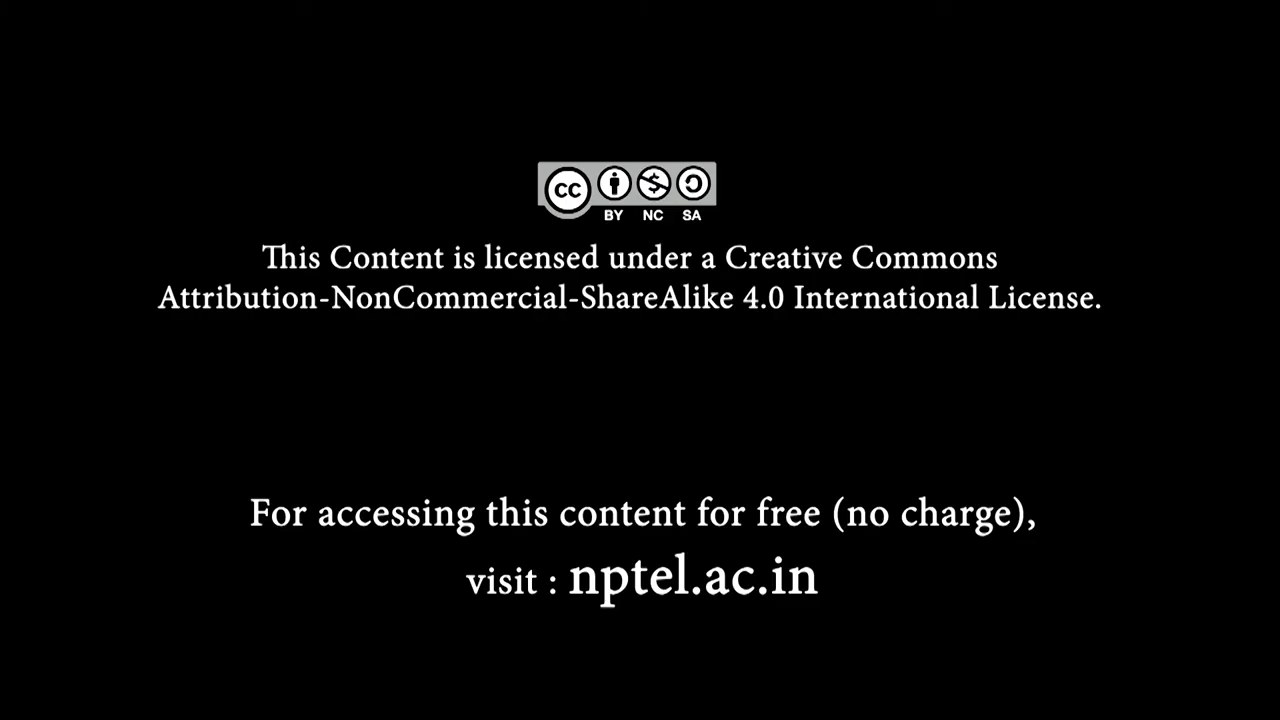 cc BY NC SA
This Content is licensed under a Creative Commons
Attribution-NonCommercial-ShareAlike 4.0 International License.
For accessing this content for free (no charge),
visit : nptel.ac.in